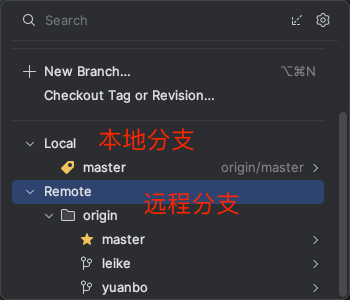 Search
New Branch... ⌥⌘N
Checkout Tag or Revision...
Local 本地分支
master origin/master
Remote 远程分支
origin
master
leike
yuanbo